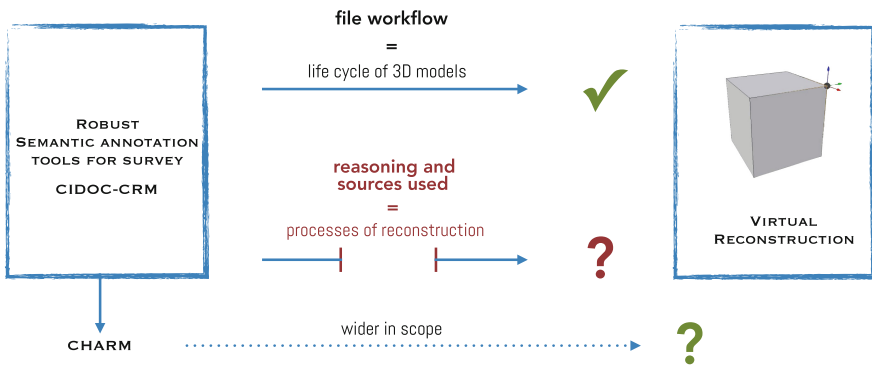 file workflow
=
life cycle of 3D models
ROBUST
SEMANTIC ANNOTATION
TOOLS FOR SURVEY
CIDOC-CRM
reasoning and
sources used
=
processes of reconstruction
?
VIRTUAL
RECONSTRUCTION
CHARM
wider in scope
?